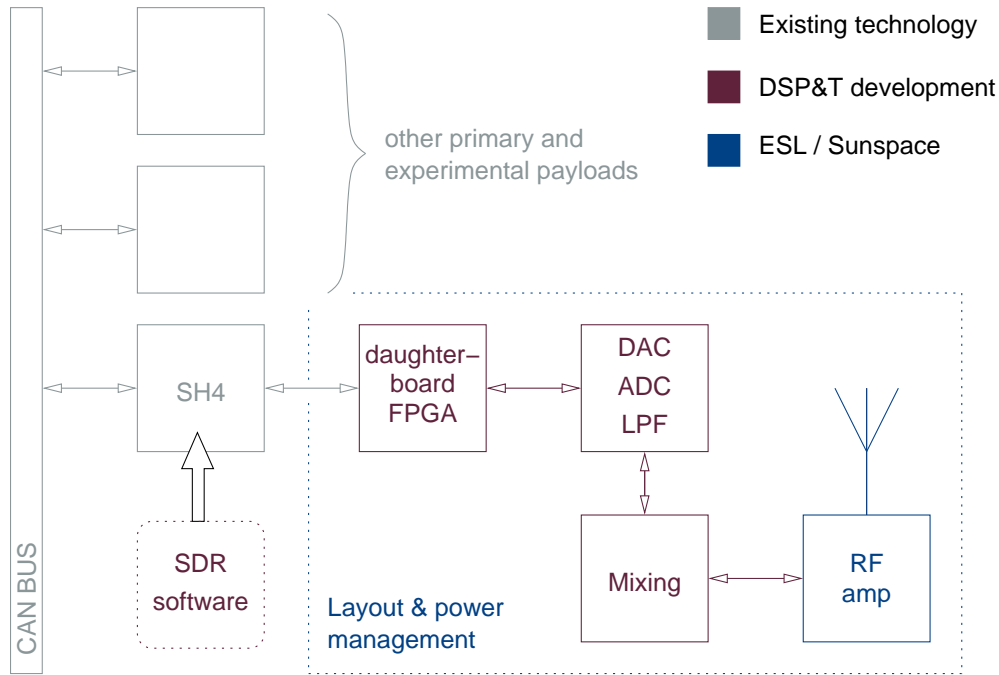 Existing technology
DSP&T development
ESL / Sunspace
other primary and
experimental payloads
CAN BUS
SH4
daughter–
board
FPGA
DAC
ADC
LPF
SDR
software
Layout & power
management
Mixing
RF
amp